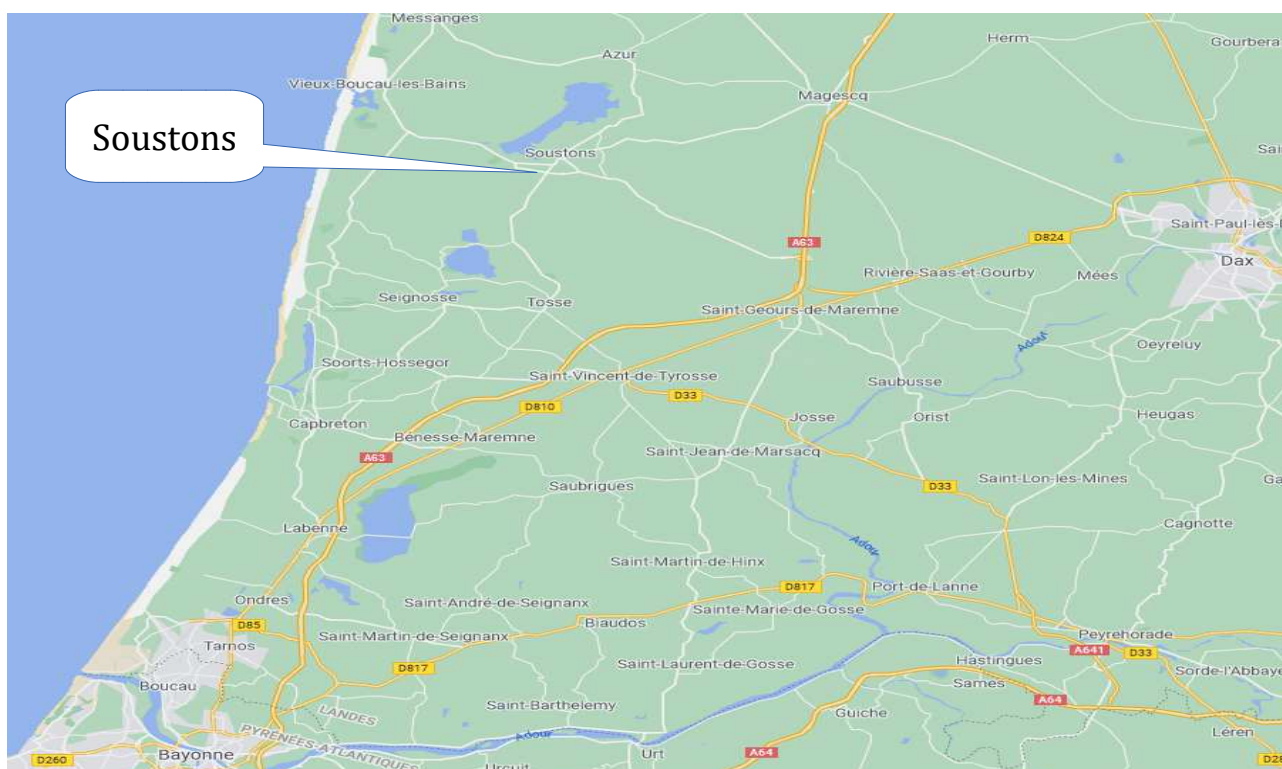 Messanges
Herm
Gourbera
Azur
Vieux-Boucau-les-Bains
Magescq
Soustons
Soustons
Saint-Paul-lès-
A63
D824
Dax
Rivière-Saas-et-Gourby
Mées
Seignosse
Tosse
Saint-Geours-de-Maremne
Adour
Oeyreluy
Soorts-Hossegor
Saint-Vincent-de-Tyrosse
Saubusse
D33
D810
Josse
Orist
Heugas
Capbreton
Bénesse-Maremne
A63
Saint-Jean-de-Marsacq
Saubrigues
D33
Saint-Lon-les-Mines
Labenne
Cagnotte
Adour
Saint-Martin-de-Hinx
D817
Port-de-Lanne
Ondres
Saint-André-de-Seignanx
Sainte-Marie-de-Gosse
D85
Biaudos
Saint-Martin-de-Seignanx
Peyrehorade
Tarnos
A641
D33
D817
Saint-Laurent-de-Gosse
Hastingues
Sorde-l'Abbaye
Boucau
Sames
A64
Saint-Barthelemy
Guiche
LANDES
PYRÉNÉES-ATLANTIQUES
Adour
Léren
D260
Bayonne
Urt
A64
Urcuit